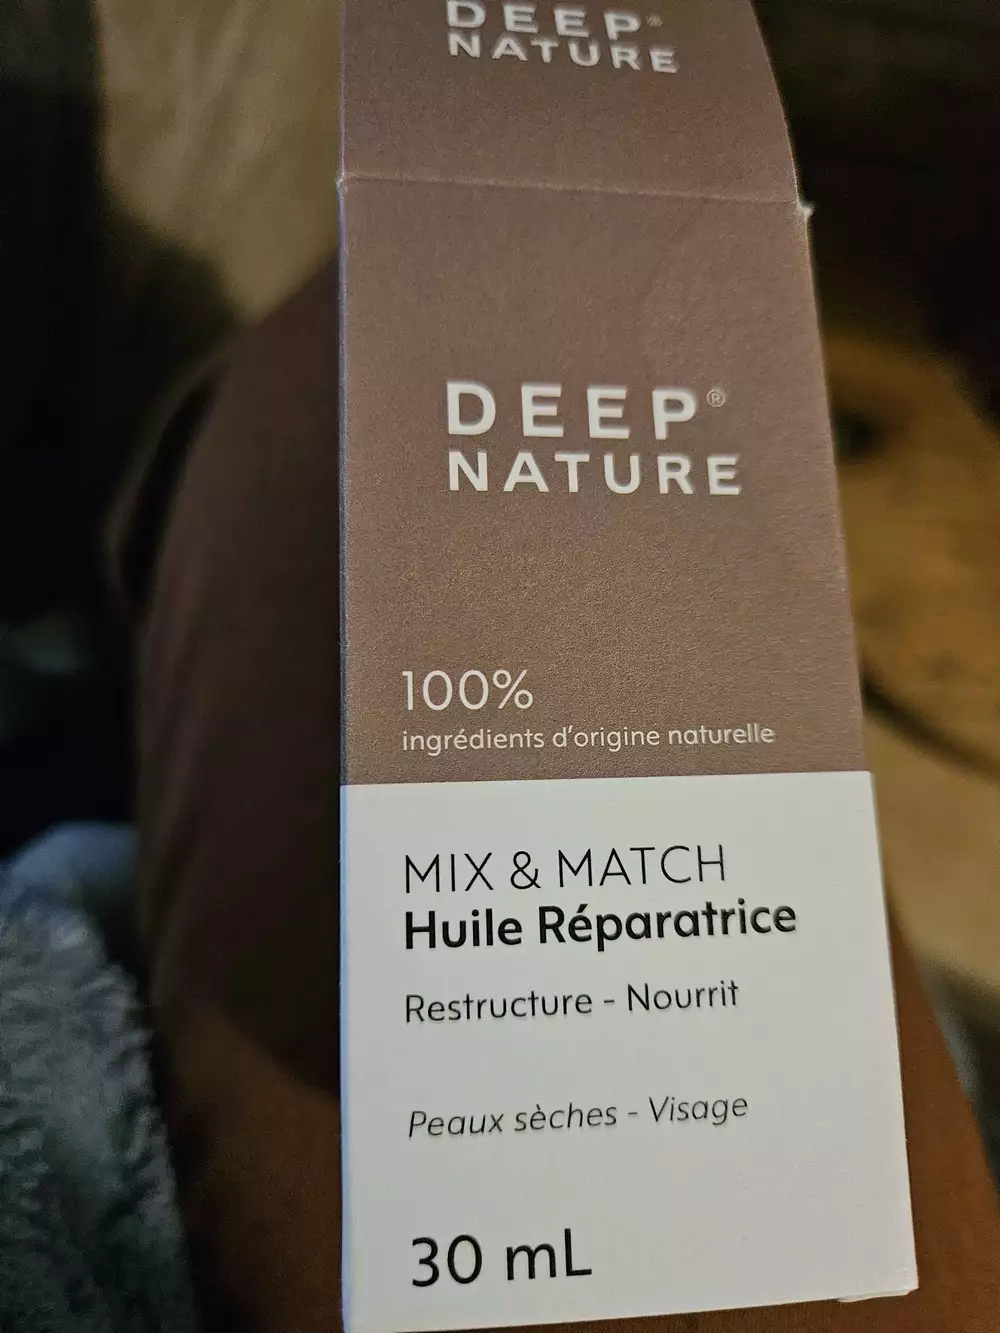 DEEP®
NATURE
DEEP®
NATURE
100%
ingrédients d'origine naturelle
MIX & MATCH
Huile Réparatrice
Restructure - Nourrit
Peaux sèches - Visage
30 mL